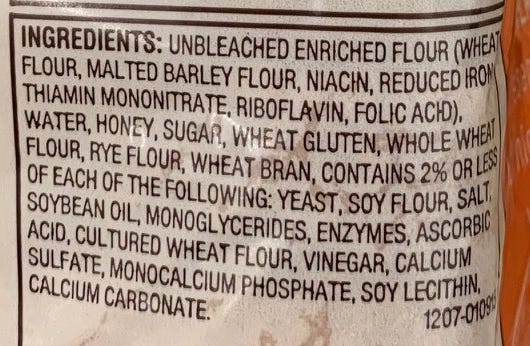 INGREDIENTS: UNBLEACHED ENRICHED FLOUR (WHEAT
FLOUR, MALTED BARLEY FLOUR, NIACIN, REDUCED IRON,
THIAMIN MONONITRATE, RIBOFLAVIN, FOLIC ACID),
WATER, HONEY, SUGAR, WHEAT GLUTEN, WHOLE WHEAT
FLOUR, RYE FLOUR, WHEAT BRAN, CONTAINS 2% OR LESS
OF EACH OF THE FOLLOWING: YEAST, SOY FLOUR, SALT,
SOYBEAN OIL, MONOGLYCERIDES, ENZYMES, ASCORBIC
ACID, CULTURED WHEAT FLOUR, VINEGAR, CALCIUM
SULFATE, MONOCALCIUM PHOSPHATE, SOY LECITHIN,
CALCIUM CARBONATE.